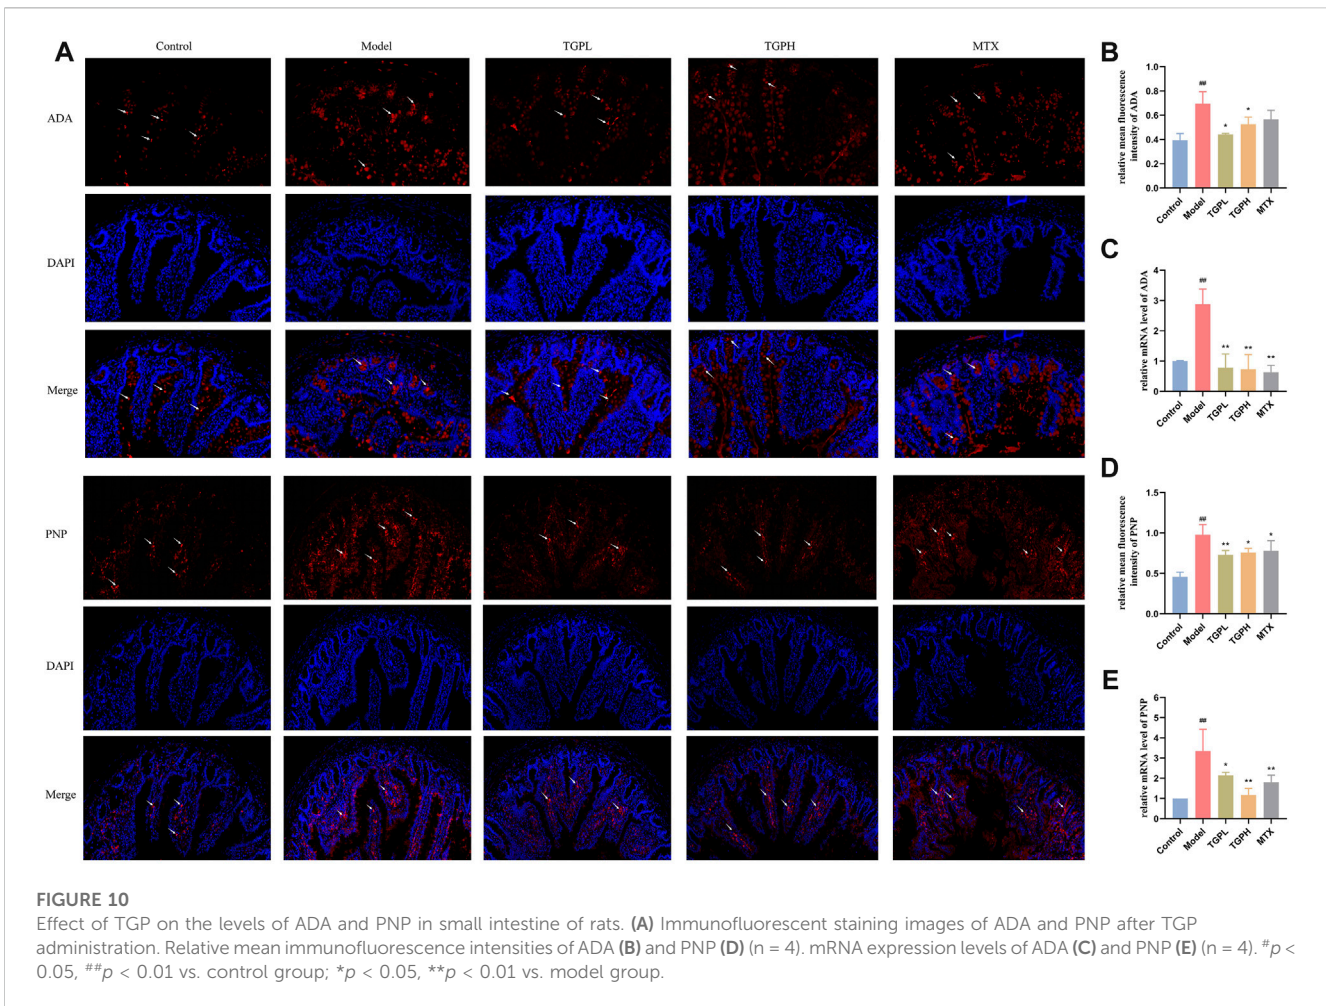 A
Control
Model
TGPL
TGPH
MTX
ADA
DAPI
Merge
PNP
DAPI
Merge
B
relative mean fluorescence
intensity of ADA
1.0
0.8
0.6
0.4
0.2
0.0
##
*
*
Control
Model
TGPL
TGPH
MTX
C
relative mRNA level of ADA
4
3
2
1
0
##
**
**
**
Control
Model
TGPL
TGPH
MTX
D
relative mean fluorescence
intensity of PNP
1.5
1.0
0.5
0.0
##
**
*
*
Control
Model
TGPL
TGPH
MTX
E
relative mRNA level of PNP
6
5
4
3
2
1
0
##
*
**
**
Control
Model
TGPL
TGPH
MTX
FIGURE 10
Effect of TGP on the levels of ADA and PNP in small intestine of rats. (A) Immunofluorescent staining images of ADA and PNP after TGP
administration. Relative mean immunofluorescence intensities of ADA (B) and PNP (D) (n = 4). mRNA expression levels of ADA (C) and PNP (E) (n = 4). #p <
0.05, ##p < 0.01 vs. control group; *p < 0.05, **p < 0.01 vs. model group.